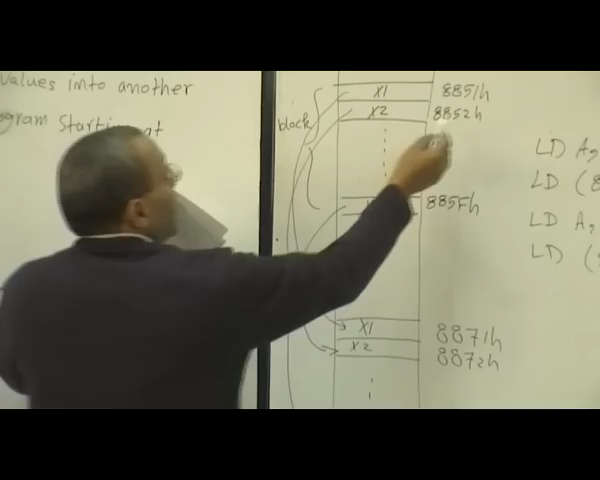 values into another
ogram starting at
block
X1 8851h
X2 8852h
885Fh
X1 8871h
X2 8872h
LD A,
LD (8
LD A,
LD (